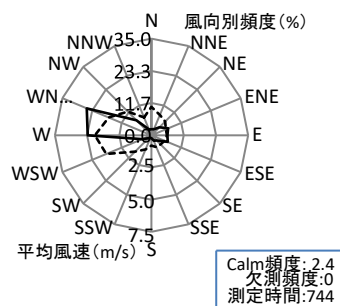 N
風向別頻度(%)
35.0
NNW
NNE
NW
23.3
NE
WN...
11.7
ENE
W
0.0
E
WSW
2.5
ESE
SW
5.0
SE
SSW
SSE
平均風速(m/s)
7.5
S
Calm頻度: 2.4
欠測頻度:0
測定時間:744